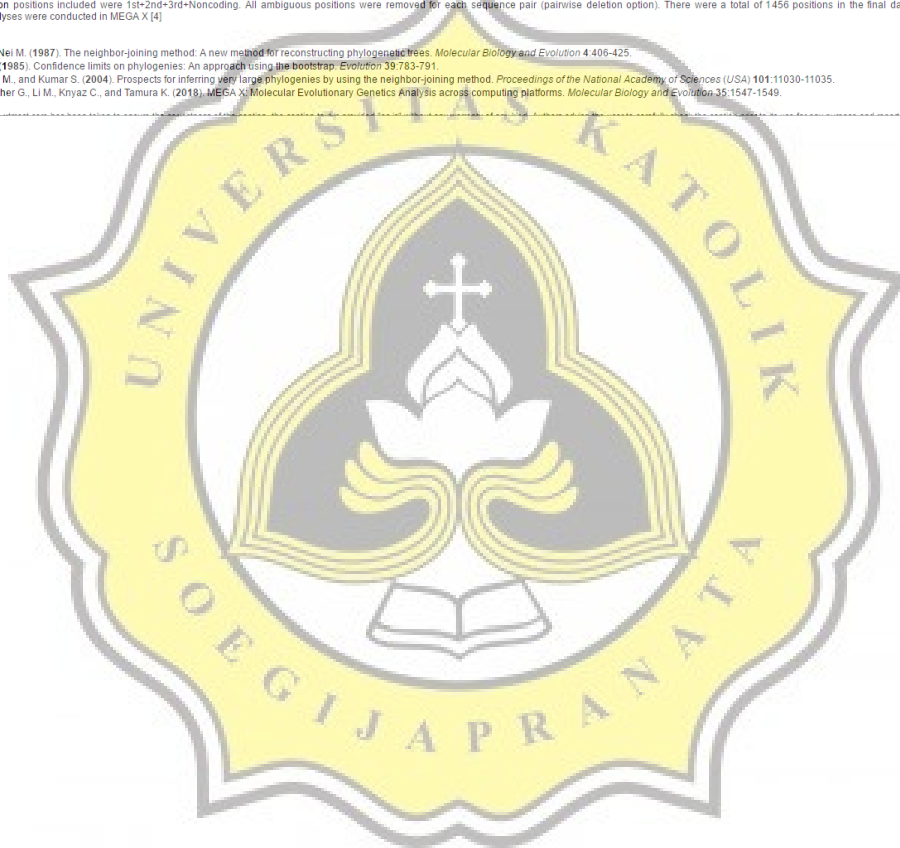 on positions included were 1st+2nd+3rd+Noncoding. All ambiguous positions were removed for each sequence pair (pairwise deletion option). There were a total of 1456 positions in the final da
lyses were conducted in MEGA X [4]
Nei M. (1987). The neighbor-joining method: A new method for reconstructing phylogenetic trees. Molecular Biology and Evolution 4:406-425.
(1985). Confidence limits on phylogenies: An approach using the bootstrap. Evolution 39:783-791.
M., and Kumar S. (2004). Prospects for inferring very large phylogenies by using the neighbor-joining method. Proceedings of the National Academy of Sciences (USA) 101:11030-11035.
her G., Li M., Knyaz C., and Tamura K. (2018). MEGA X: Molecular Evolutionary Genetics Analysis across computing platforms. Molecular Biology and Evolution 35:1547-1549.
UNIVERSITAS KATOLIK
SOEGIJAPRANATA